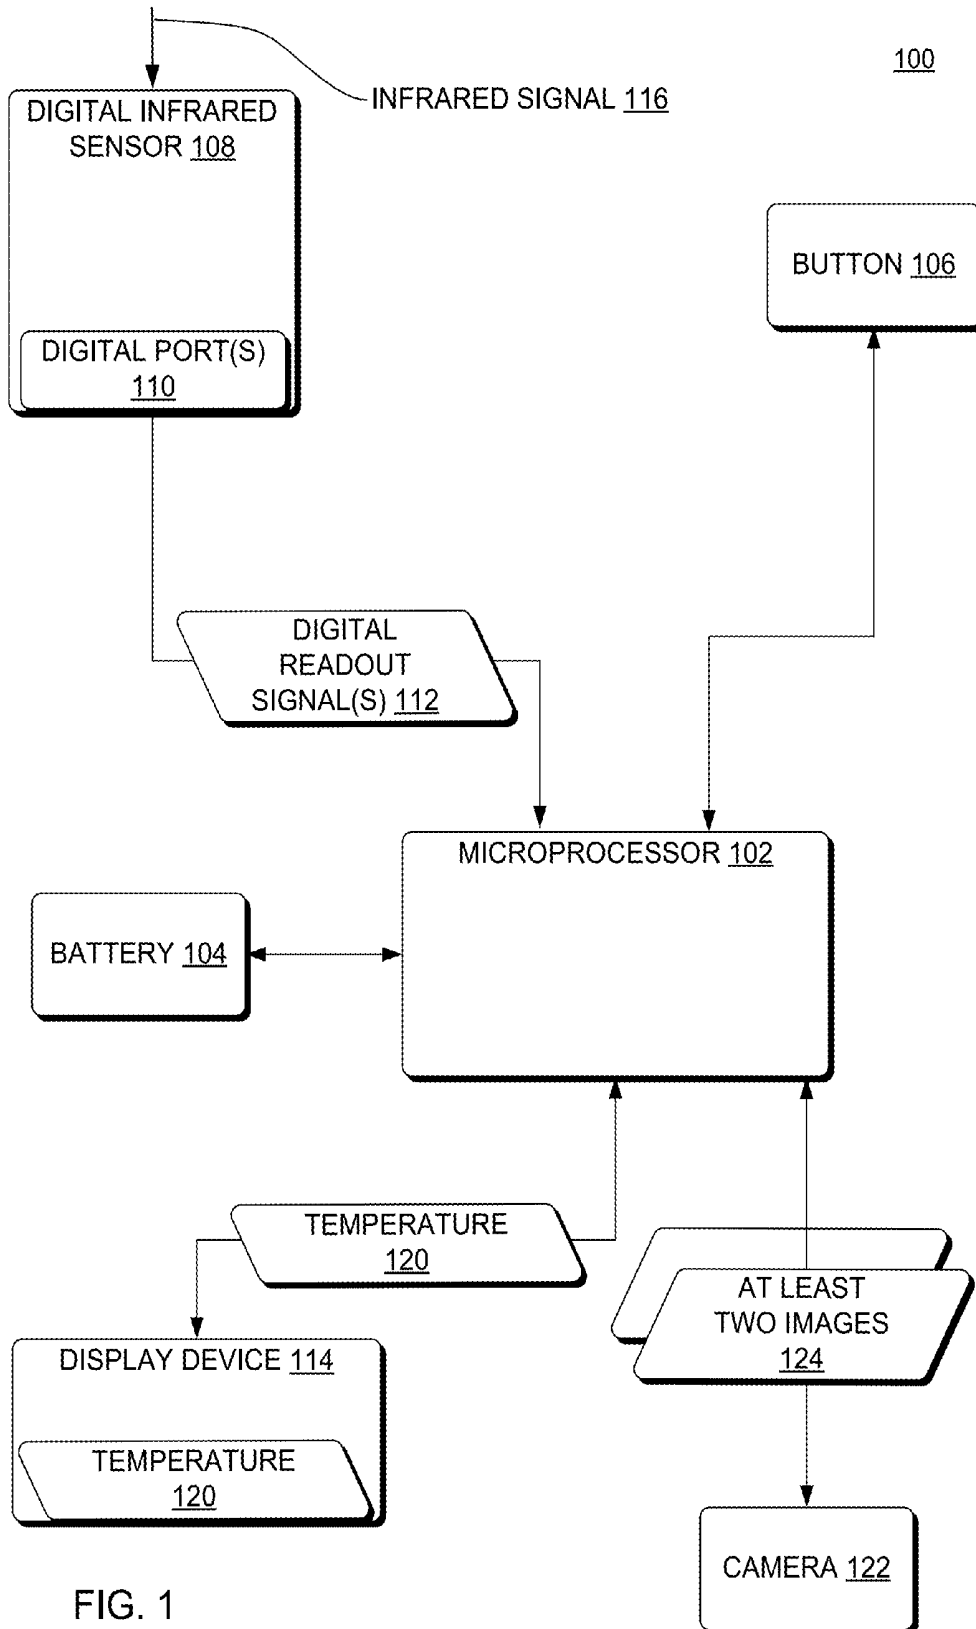 100
INFRARED SIGNAL 116
DIGITAL INFRARED
SENSOR 108
BUTTON 106
DIGITAL PORT(S)
110
DIGITAL
READOUT
SIGNAL(S) 112
MICROPROCESSOR 102
BATTERY 104
TEMPERATURE
120
AT LEAST
TWO IMAGES
124
DISPLAY DEVICE 114
TEMPERATURE
120
CAMERA 122
FIG. 1